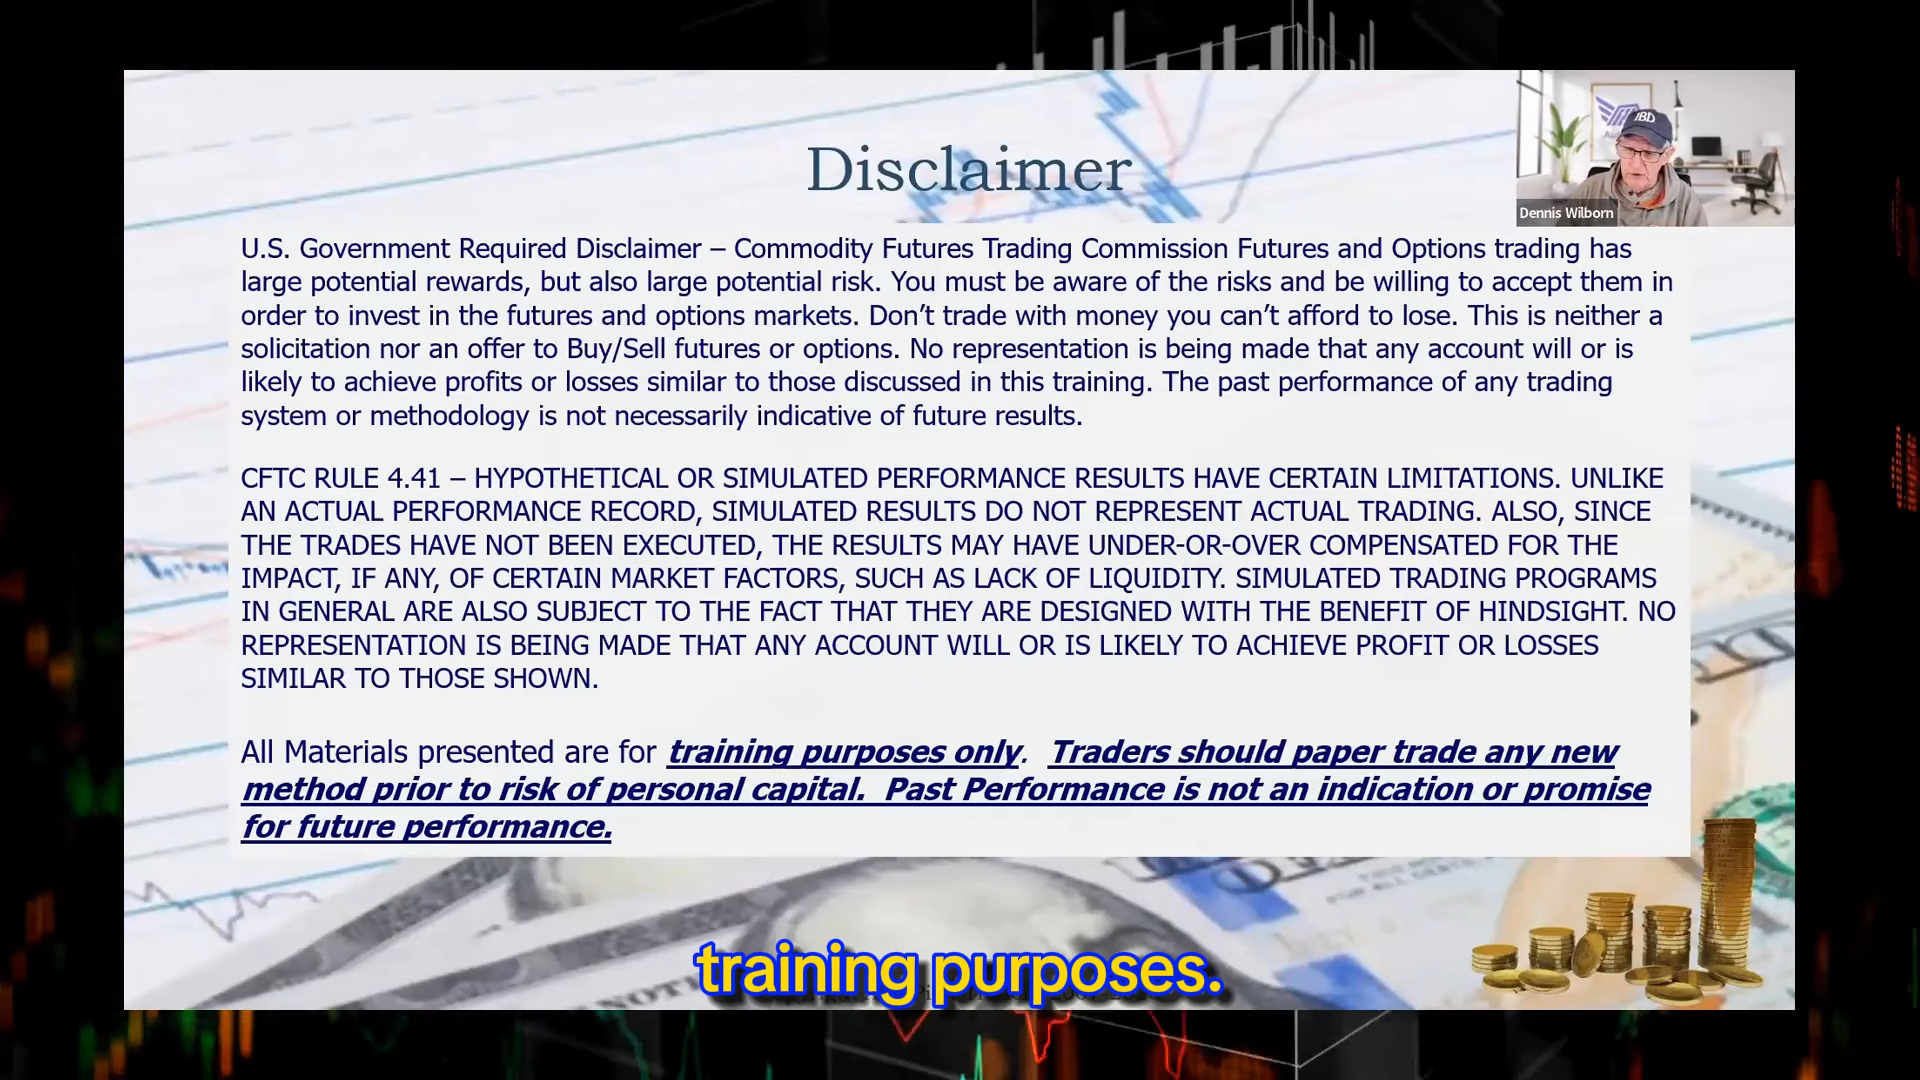 Disclaimer
IBD
Dennis Wilborn
U.S. Government Required Disclaimer – Commodity Futures Trading Commission Futures and Options trading has
large potential rewards, but also large potential risk. You must be aware of the risks and be willing to accept them in
order to invest in the futures and options markets. Don’t trade with money you can’t afford to lose. This is neither a
solicitation nor an offer to Buy/Sell futures or options. No representation is being made that any account will or is
likely to achieve profits or losses similar to those discussed in this training. The past performance of any trading
system or methodology is not necessarily indicative of future results.
CFTC RULE 4.41 – HYPOTHETICAL OR SIMULATED PERFORMANCE RESULTS HAVE CERTAIN LIMITATIONS. UNLIKE
AN ACTUAL PERFORMANCE RECORD, SIMULATED RESULTS DO NOT REPRESENT ACTUAL TRADING. ALSO, SINCE
THE TRADES HAVE NOT BEEN EXECUTED, THE RESULTS MAY HAVE UNDER-OR-OVER COMPENSATED FOR THE
IMPACT, IF ANY, OF CERTAIN MARKET FACTORS, SUCH AS LACK OF LIQUIDITY. SIMULATED TRADING PROGRAMS
IN GENERAL ARE ALSO SUBJECT TO THE FACT THAT THEY ARE DESIGNED WITH THE BENEFIT OF HINDSIGHT. NO
REPRESENTATION IS BEING MADE THAT ANY ACCOUNT WILL OR IS LIKELY TO ACHIEVE PROFIT OR LOSSES
SIMILAR TO THOSE SHOWN.
All Materials presented are for training purposes only. Traders should paper trade any new
method prior to risk of personal capital. Past Performance is not an indication or promise
for future performance.
training purposes.